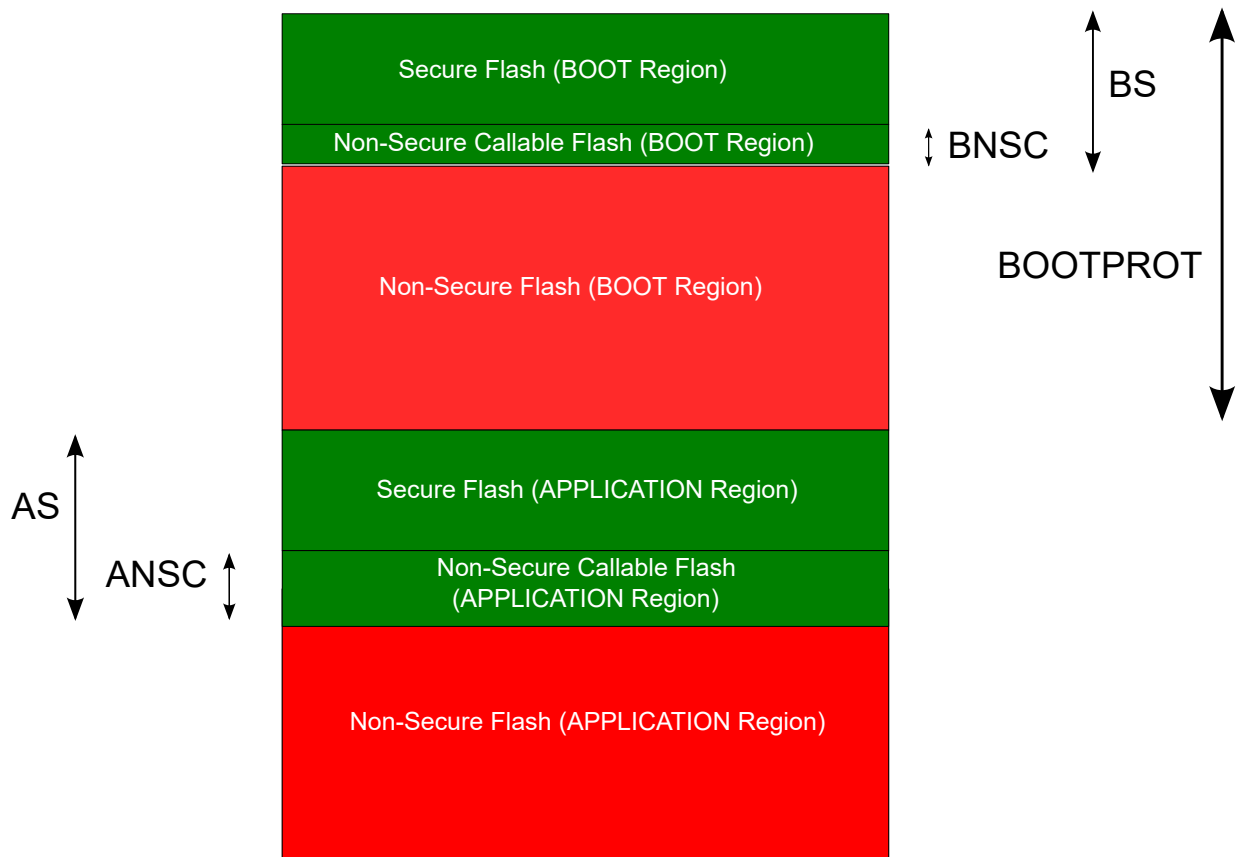 Secure Flash (BOOT Region)
BS
Non-Secure Callable Flash (BOOT Region)
BNSC
BOOTPROT
Non-Secure Flash (BOOT Region)
Secure Flash (APPLICATION Region)
AS
Non-Secure Callable Flash
(APPLICATION Region)
ANSC
Non-Secure Flash (APPLICATION Region)